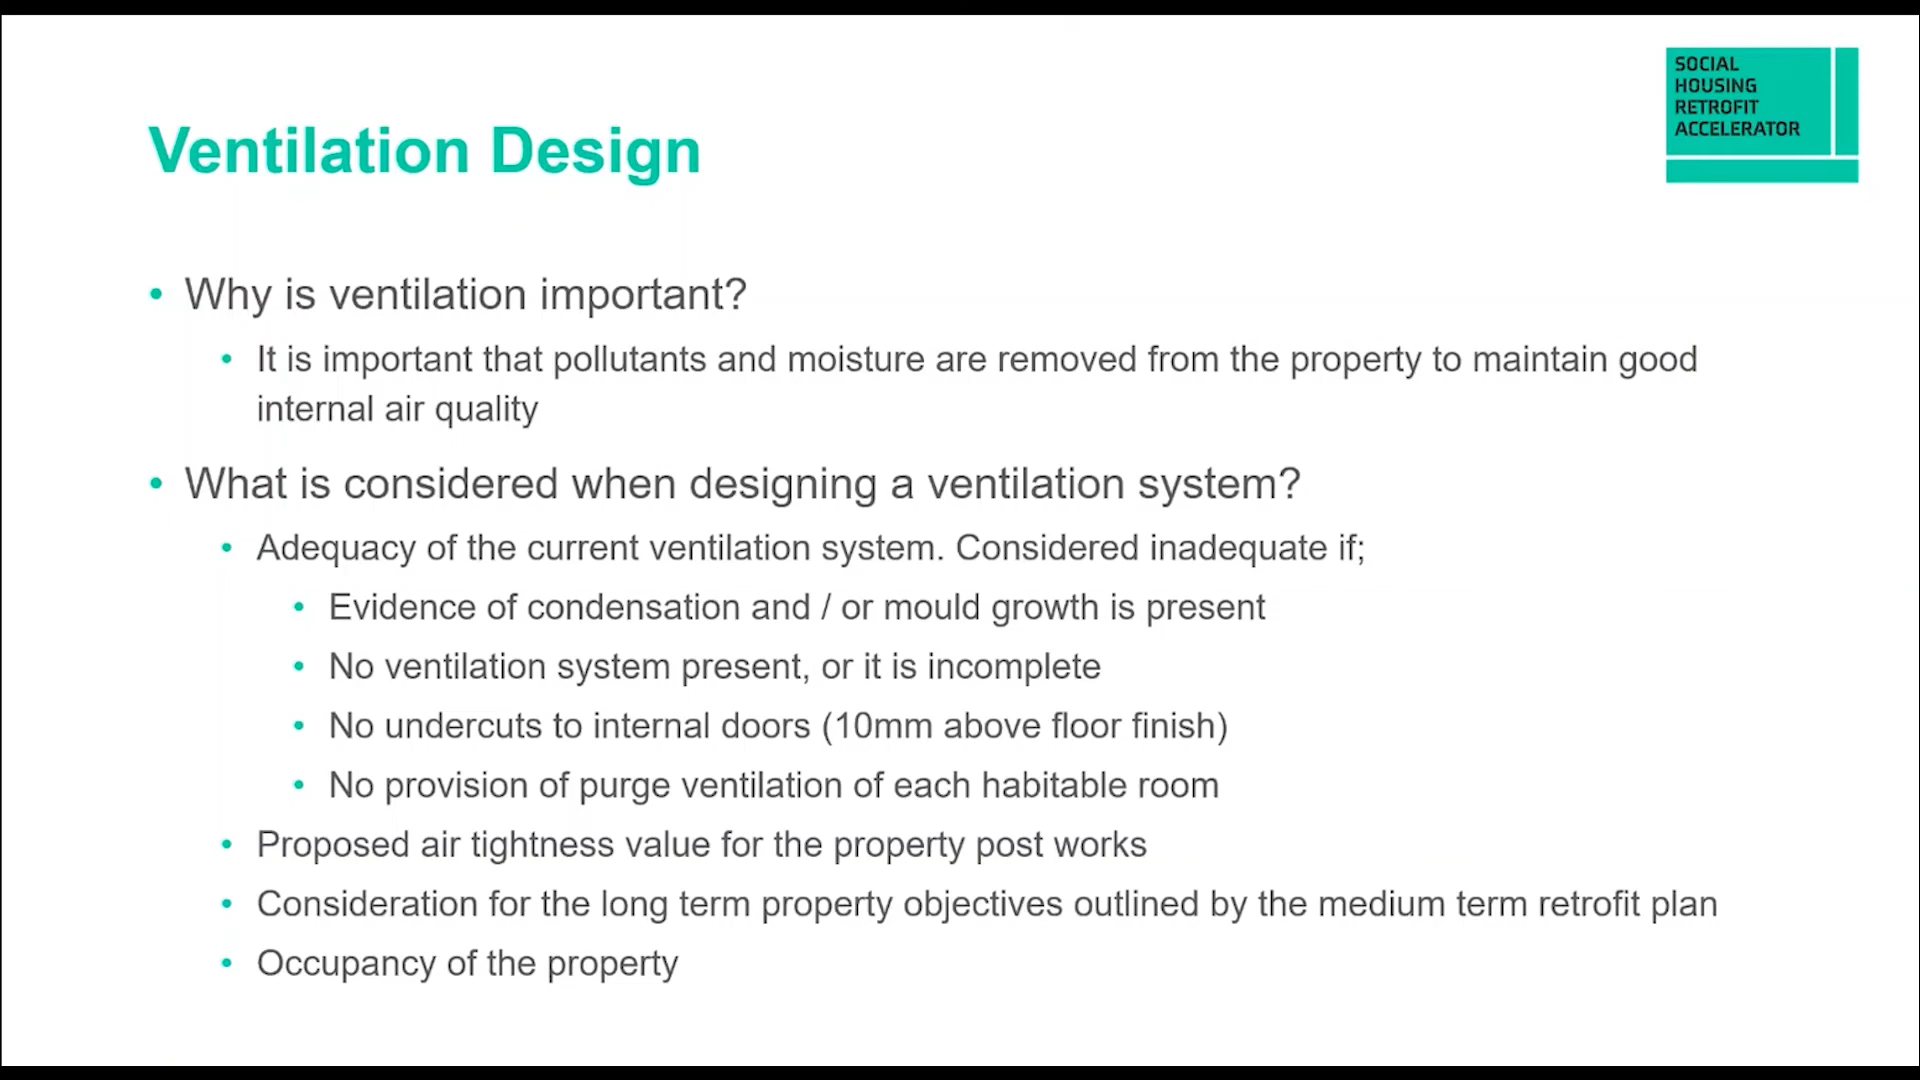 SOCIAL
HOUSING
RETROFIT
ACCELERATOR
Ventilation Design
• Why is ventilation important?
• It is important that pollutants and moisture are removed from the property to maintain good
internal air quality
• What is considered when designing a ventilation system?
• Adequacy of the current ventilation system. Considered inadequate if;
• Evidence of condensation and / or mould growth is present
• No ventilation system present, or it is incomplete
• No undercuts to internal doors (10mm above floor finish)
• No provision of purge ventilation of each habitable room
• Proposed air tightness value for the property post works
• Consideration for the long term property objectives outlined by the medium term retrofit plan
• Occupancy of the property